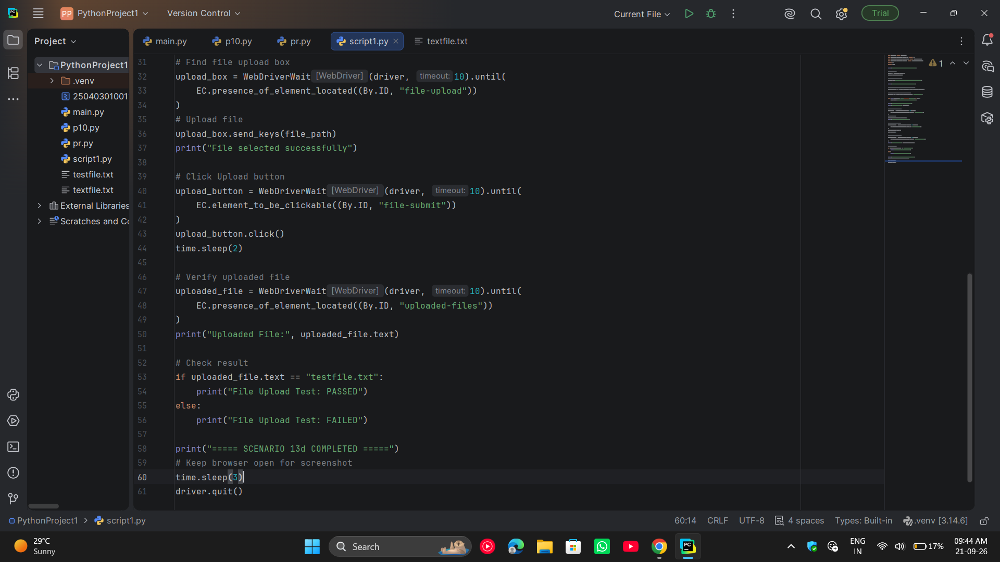 PP PythonProject1 Version Control Current File Trial
Project
main.py p10.py pr.py script1.py textfile.txt
PythonProject1
.venv
25040301001
main.py
p10.py
pr.py
script1.py
testfile.txt
textfile.txt
External Libraries
Scratches and Co
1
31 # Find file upload box
32 upload_box = WebDriverWait [WebDriver] (driver, timeout: 10).until(
33 EC.presence_of_element_located((By.ID, "file-upload"))
34 )
35 # Upload file
36 upload_box.send_keys(file_path)
37 print("File selected successfully")
38
39 # Click Upload button
40 upload_button = WebDriverWait [WebDriver] (driver, timeout: 10).until(
41 EC.element_to_be_clickable((By.ID, "file-submit"))
42 )
43 upload_button.click()
44 time.sleep(2)
45
46 # Verify uploaded file
47 uploaded_file = WebDriverWait [WebDriver] (driver, timeout: 10).until(
48 EC.presence_of_element_located((By.ID, "uploaded-files"))
49 )
50 print("Uploaded File:", uploaded_file.text)
51
52 # Check result
53 if uploaded_file.text == "testfile.txt":
54 print("File Upload Test: PASSED")
55 else:
56 print("File Upload Test: FAILED")
57
58 print("===== SCENARIO 13d COMPLETED =====")
59 # Keep browser open for screenshot
60 time.sleep(3)
61 driver.quit()
PythonProject1 > script1.py 60:14 CRLF UTF-8 4 spaces Types: Built-in .venv [3.14.6]
29°C
Sunny
Search
PC
ENG
IN
17%
09:44 AM
21-09-26